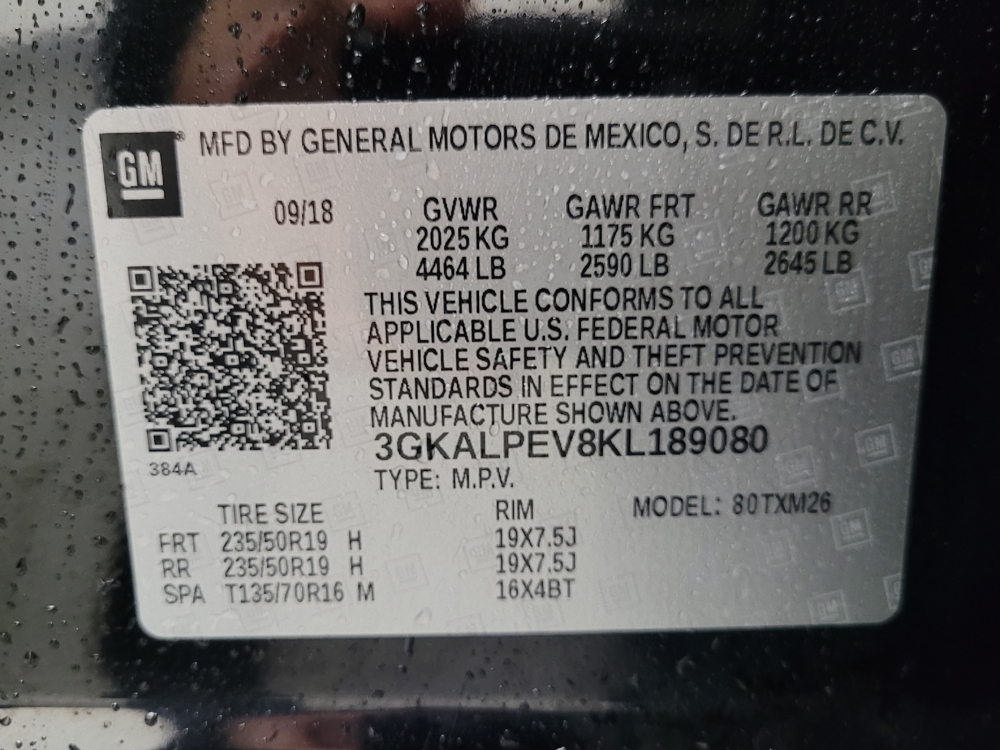 GM
MFD BY GENERAL MOTORS DE MEXICO, S. DE R.L. DE C.V.
09/18 GVWR GAWR FRT GAWR RR
2025 KG 1175 KG 1200 KG
4464 LB 2590 LB 2645 LB
THIS VEHICLE CONFORMS TO ALL
APPLICABLE U.S. FEDERAL MOTOR
VEHICLE SAFETY AND THEFT PREVENTION
STANDARDS IN EFFECT ON THE DATE OF
MANUFACTURE SHOWN ABOVE.
3GKALPEV8KL189080
384A
TYPE: M.P.V.
TIRE SIZE RIM MODEL: 80TXM26
FRT 235/50R19 H 19X7.5J
RR 235/50R19 H 19X7.5J
SPA T135/70R16 M 16X4BT